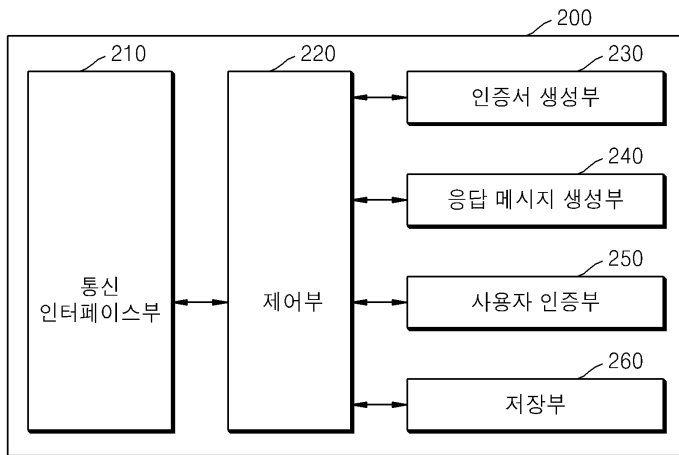 200
210
220
230
인증서 생성부
240
응답 메시지 생성부
통신
인터페이스부
제어부
250
사용자 인증부
260
저장부